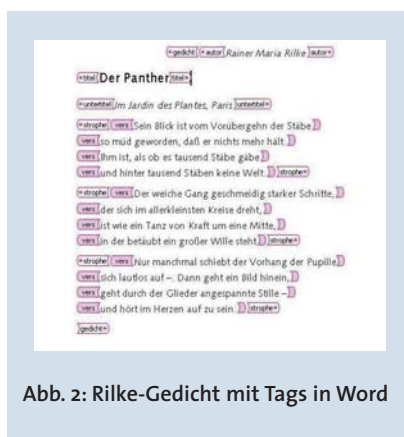 gedicht autor Rainer Maria Rilke autor
titel Der Panther titel
untertitel Im Jardin des Plantes, Paris untertitel
strophe vers Sein Blick ist vom Vorübergehn der Stäbe
vers so müd geworden, daß er nichts mehr hält.
vers Ihm ist, als ob es tausend Stäbe gäbe
vers und hinter tausend Stäben keine Welt. strophe
strophe vers Der weiche Gang geschmeidig starker Schritte,
vers der sich im allerkleinsten Kreise dreht,
vers ist wie ein Tanz von Kraft um eine Mitte,
vers in der betäubt ein großer Wille steht. strophe
strophe vers Nur manchmal schiebt der Vorhang der Pupille
vers sich lautlos auf –. Dann geht ein Bild hinein,
vers geht durch der Glieder angespannte Stille –
vers und hört im Herzen auf zu sein. strophe
gedicht
Abb. 2: Rilke-Gedicht mit Tags in Word